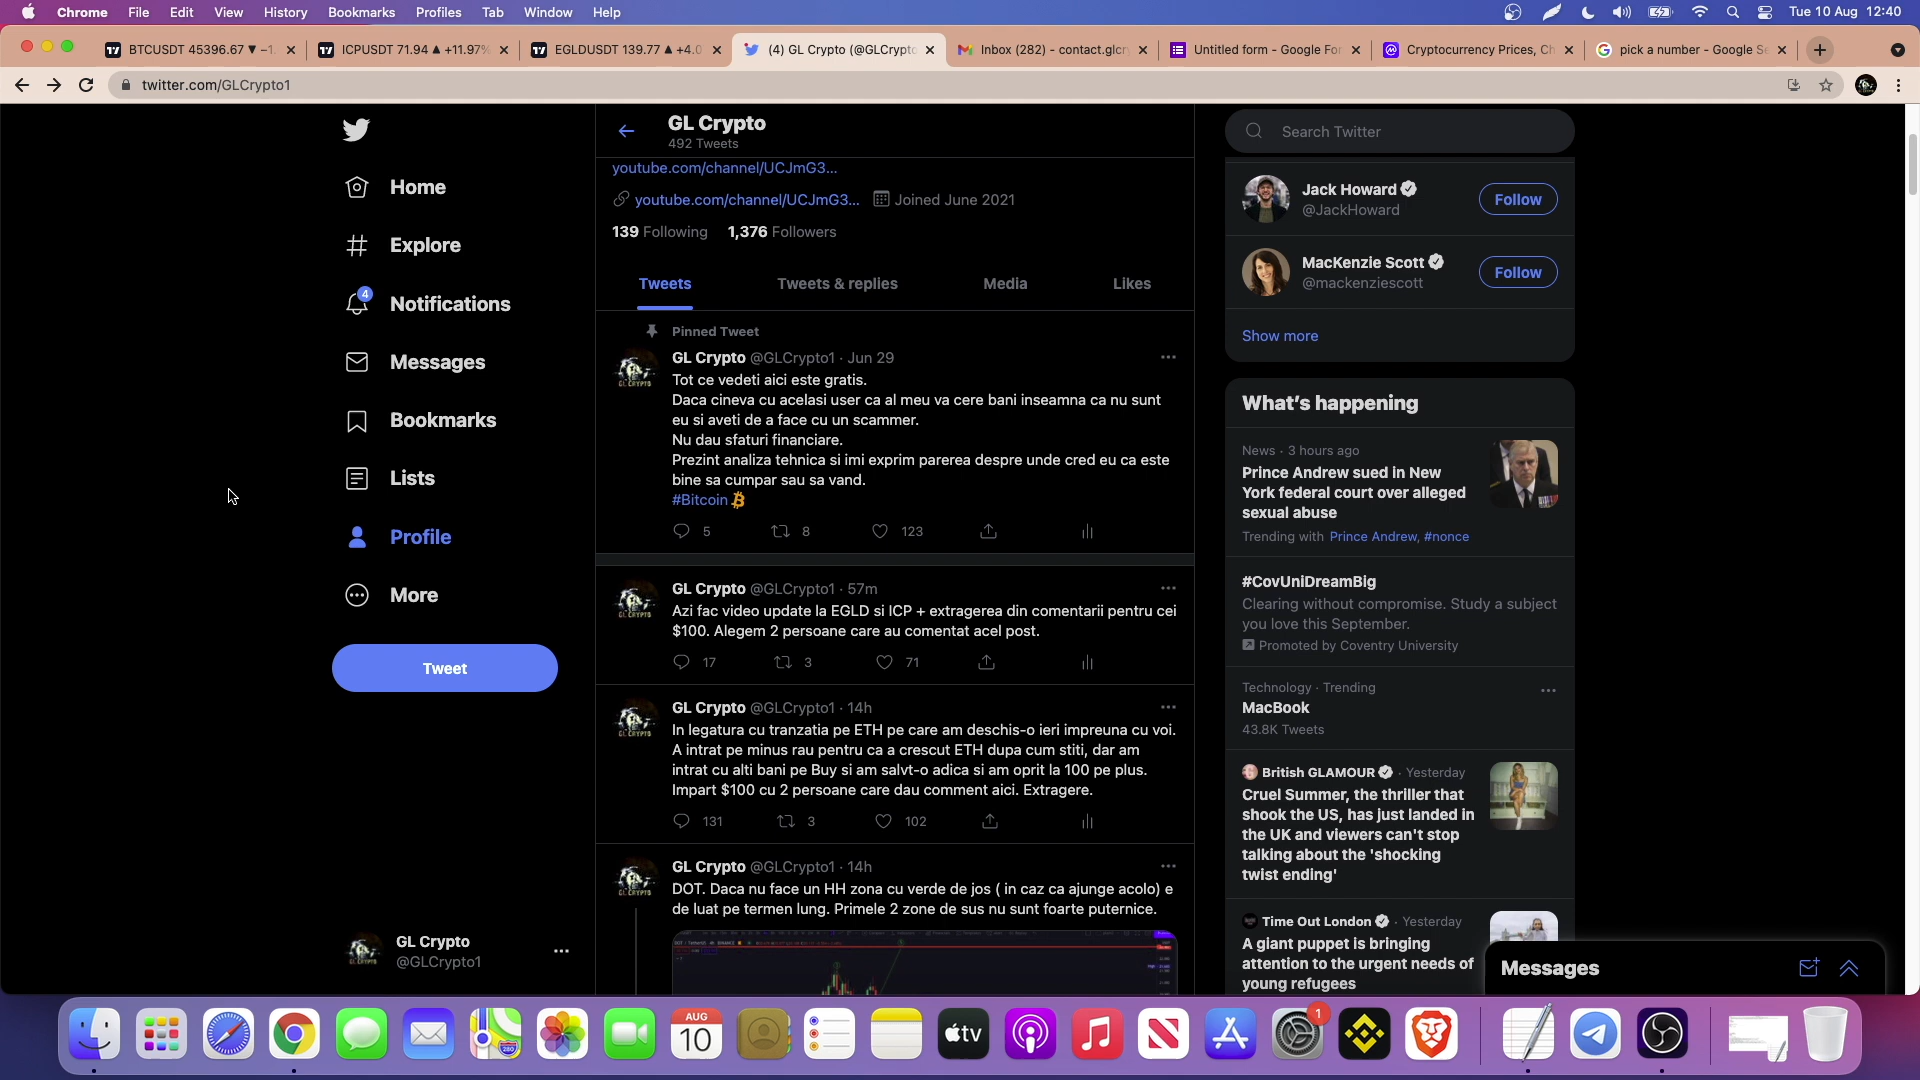 Chrome File Edit View History Bookmarks Profiles Tab Window Help Tue 10 Aug 12:40
BTCUSDT 45396.67 ▼ −1. ICPUSDT 71.94 ▲ +11.97% EGLDUSDT 139.77 ▲ +4.0 (4) GL Crypto (@GLCrypto Inbox (282) - contact.glcr Untitled form - Google For Cryptocurrency Prices, Ch pick a number - Google Se
twitter.com/GLCrypto1
Home
Explore
4
Notifications
Messages
Bookmarks
Lists
Profile
More
Tweet
GL Crypto
@GLCrypto1
GL Crypto
492 Tweets
youtube.com/channel/UCJmG3...
youtube.com/channel/UCJmG3... Joined June 2021
139 Following 1,376 Followers
Tweets Tweets & replies Media Likes
Pinned Tweet
GL Crypto @GLCrypto1 · Jun 29
Tot ce vedeti aici este gratis.
Daca cineva cu acelasi user ca al meu va cere bani inseamna ca nu sunt
eu si aveti de a face cu un scammer.
Nu dau sfaturi financiare.
Prezint analiza tehnica si imi exprim parerea despre unde cred eu ca este
bine sa cumpar sau sa vand.
#Bitcoin
5 8 123
GL Crypto @GLCrypto1 · 57m
Azi fac video update la EGLD si ICP + extragerea din comentarii pentru cei
$100. Alegem 2 persoane care au comentat acel post.
17 3 71
GL Crypto @GLCrypto1 · 14h
In legatura cu tranzatia pe ETH pe care am deschis-o ieri impreuna cu voi.
A intrat pe minus rau pentru ca a crescut ETH dupa cum stiti, dar am
intrat cu alti bani pe Buy si am salvt-o adica si am oprit la 100 pe plus.
Impart $100 cu 2 persoane care dau comment aici. Extragere.
131 3 102
GL Crypto @GLCrypto1 · 14h
DOT. Daca nu face un HH zona cu verde de jos ( in caz ca ajunge acolo) e
de luat pe termen lung. Primele 2 zone de sus nu sunt foarte puternice.
Search Twitter
Jack Howard
@JackHoward
Follow
MacKenzie Scott
@mackenziescott
Follow
Show more
What's happening
News · 3 hours ago
Prince Andrew sued in New
York federal court over alleged
sexual abuse
Trending with Prince Andrew, #nonce
#CovUniDreamBig
Clearing without compromise. Study a subject
you love this September.
Promoted by Coventry University
Technology · Trending
MacBook
43.8K Tweets
British GLAMOUR · Yesterday
Cruel Summer, the thriller that
shook the US, has just landed in
the UK and viewers can't stop
talking about the 'shocking
twist ending'
Time Out London · Yesterday
A giant puppet is bringing
attention to the urgent needs of
young refugees
Messages
AUG
10
tv
1